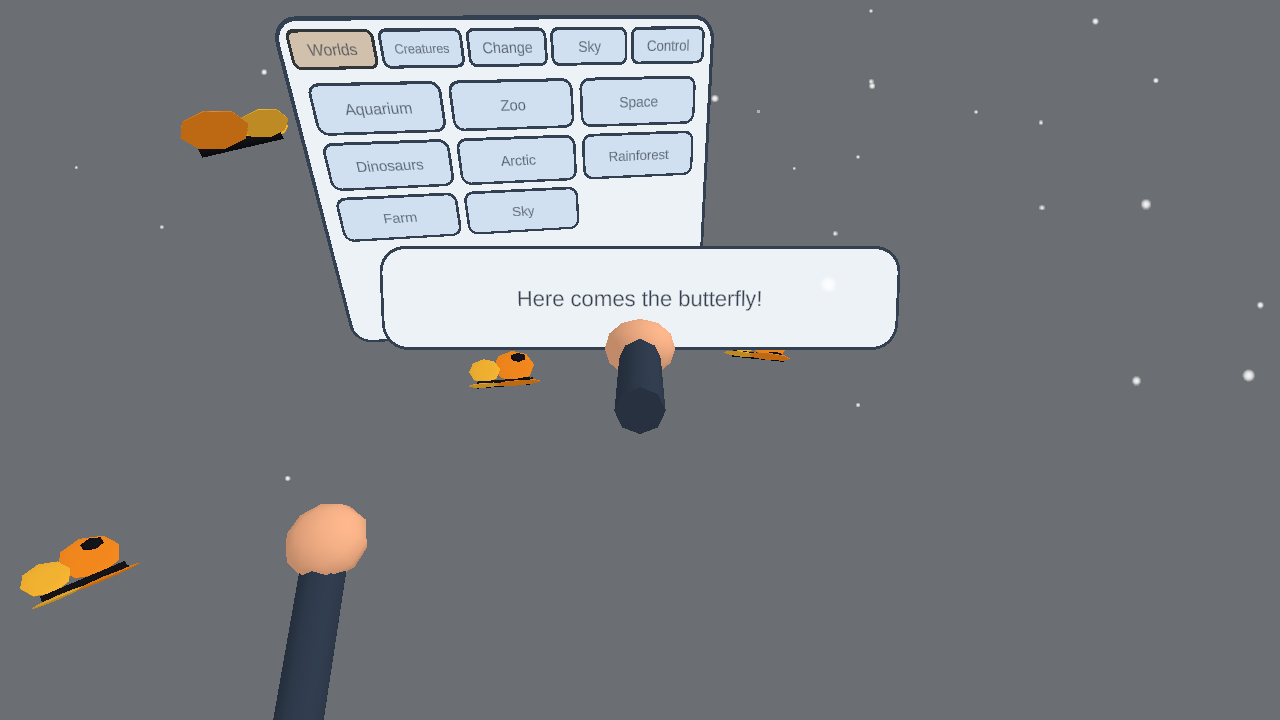 Worlds
Creatures
Change
Sky
Control
Aquarium
Zoo
Space
Dinosaurs
Arctic
Rainforest
Farm
Sky
Here comes the butterfly!